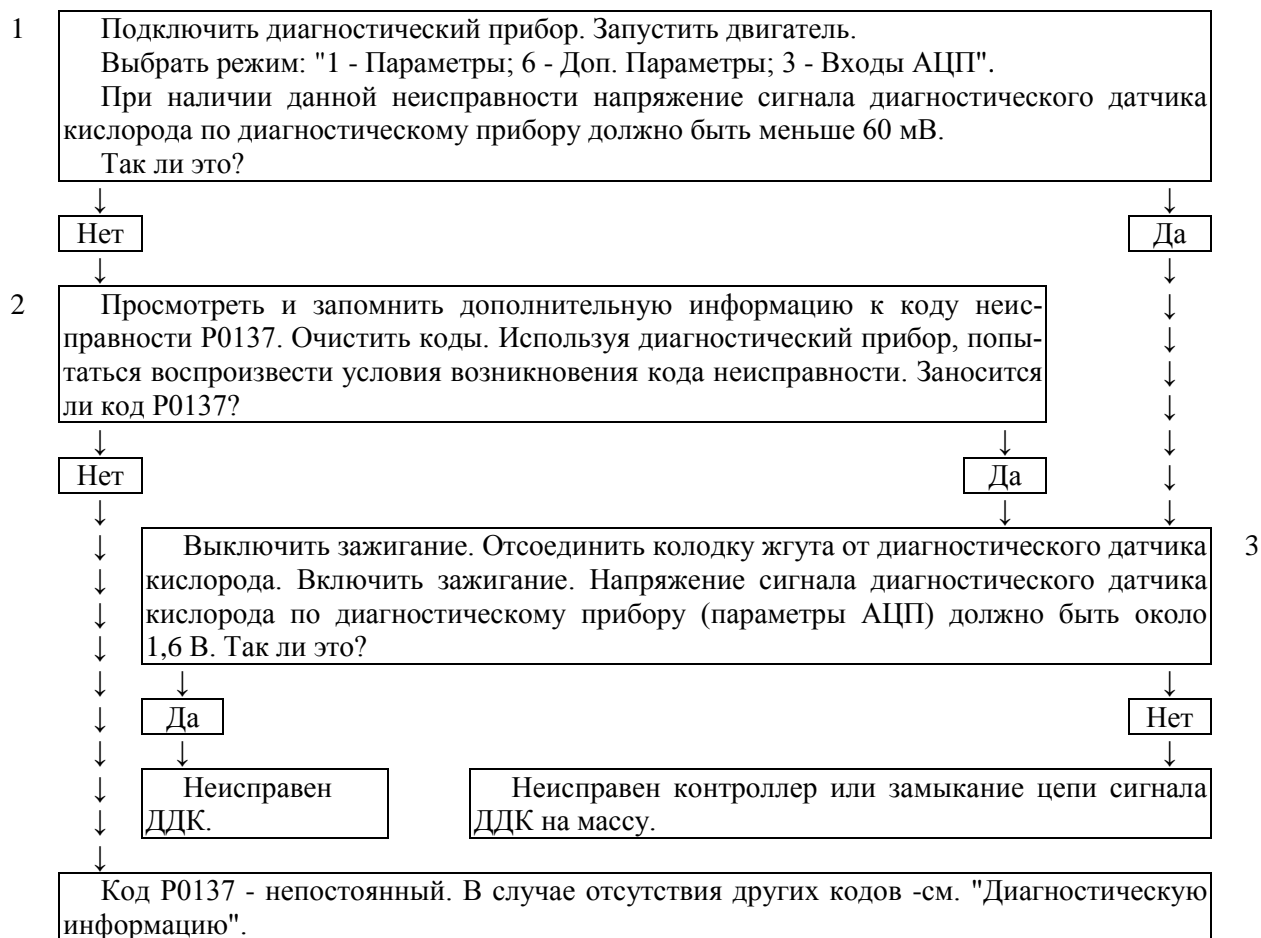 1
Подключить диагностический прибор. Запустить двигатель.
Выбрать режим: "1 - Параметры; 6 - Доп. Параметры; 3 - Входы АЦП".
При наличии данной неисправности напряжение сигнала диагностического датчика
кислорода по диагностическому прибору должно быть меньше 60 мВ.
Так ли это?
Нет
Да
2
Просмотреть и запомнить дополнительную информацию к коду неис-
правности Р0137. Очистить коды. Используя диагностический прибор, попы-
таться воспроизвести условия возникновения кода неисправности. Заносится
ли код Р0137?
Нет
Да
Выключить зажигание. Отсоединить колодку жгута от диагностического датчика
3
кислорода. Включить зажигание. Напряжение сигнала диагностического датчика
кислорода по диагностическому прибору (параметры АЦП) должно быть около
1,6 В. Так ли это?
Да
Нет
Неисправен
ДДК.
Неисправен контроллер или замыкание цепи сигнала
ДДК на массу.
Код Р0137 - непостоянный. В случае отсутствия других кодов -см. "Диагностическую
информацию".